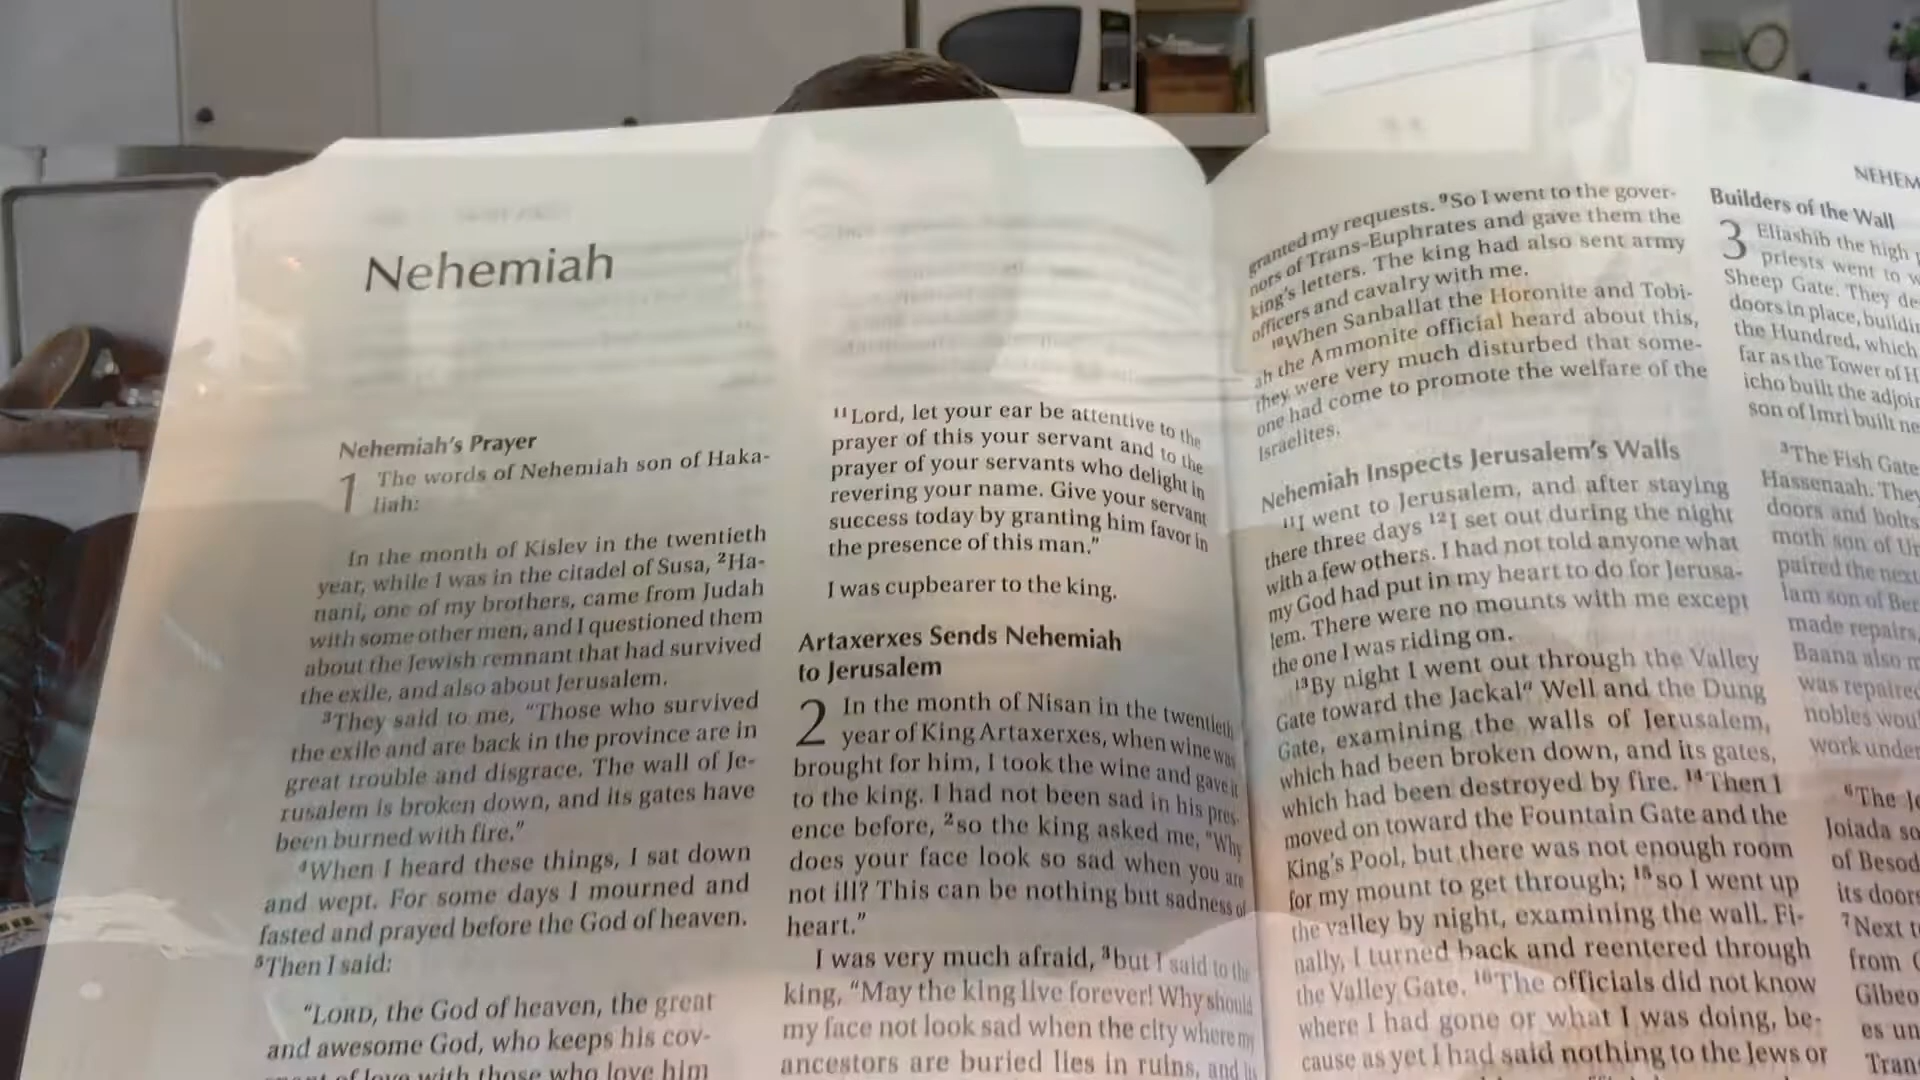 Nehemiah
Nehemiah's Prayer
1 The words of Nehemiah son of Haka-
liah:
In the month of Kislev in the twentieth
year, while I was in the citadel of Susa, 2Ha-
nani, one of my brothers, came from Judah
with some other men, and I questioned them
about the Jewish remnant that had survived
the exile, and also about Jerusalem.
3They said to me, “Those who survived
the exile and are back in the province are in
great trouble and disgrace. The wall of Je-
rusalem is broken down, and its gates have
been burned with fire.”
4When I heard these things, I sat down
and wept. For some days I mourned and
fasted and prayed before the God of heaven.
5Then I said:
“LORD, the God of heaven, the great
and awesome God, who keeps his cov-
of love with those who love him
11Lord, let your ear be attentive to the
prayer of this your servant and to the
prayer of your servants who delight in
revering your name. Give your servant
success today by granting him favor in
the presence of this man.”
I was cupbearer to the king.
Artaxerxes Sends Nehemiah
to Jerusalem
2 In the month of Nisan in the twentieth
year of King Artaxerxes, when wine was
brought for him, I took the wine and gave it
to the king. I had not been sad in his pres-
ence before, 2so the king asked me, “Why
does your face look so sad when you are
not ill? This can be nothing but sadness of
heart.”
I was very much afraid, 3but I said to the
king, “May the king live forever! Why should
my face not look sad when the city where my
ancestors are buried lies in ruins, and
granted my requests. 9So I went to the gover-
nors of Trans-Euphrates and gave them the
king's letters. The king had also sent army
officers and cavalry with me.
10When Sanballat the Horonite and Tobi-
ah the Ammonite official heard about this,
they were very much disturbed that some-
one had come to promote the welfare of the
Israelites.
Nehemiah Inspects Jerusalem's Walls
11I went to Jerusalem, and after staying
there three days 12I set out during the night
with a few others. I had not told anyone what
my God had put in my heart to do for Jerusa-
lem. There were no mounts with me except
the one I was riding on.
13By night I went out through the Valley
Gate toward the Jackala Well and the Dung
Gate, examining the walls of Jerusalem,
which had been broken down, and its gates,
which had been destroyed by fire. 14Then I
moved on toward the Fountain Gate and the
King's Pool, but there was not enough room
for my mount to get through; 15so I went up
the valley by night, examining the wall. Fi-
nally, I turned back and reentered through
the Valley Gate. 16The officials did not know
where I had gone or what I was doing, be-
cause as yet I had said nothing to the Jews or
NEHEM
Builders of the Wall
3 Eliashib the high
priests went to
Sheep Gate. They de
doors in place, buildin
the Hundred, which
far as the Tower of H
icho built the adjoin
son of Imri built ne
3The Fish Gate
Hassenaah. They
doors and bolts
moth son of Ur
paired the next
lam son of Ber
made repairs,
Baana also m
was repaired
nobles woul
work under
6The Je
Joiada so
of Besod
its doors
7Next t
from G
Gibeo
es un
Trans